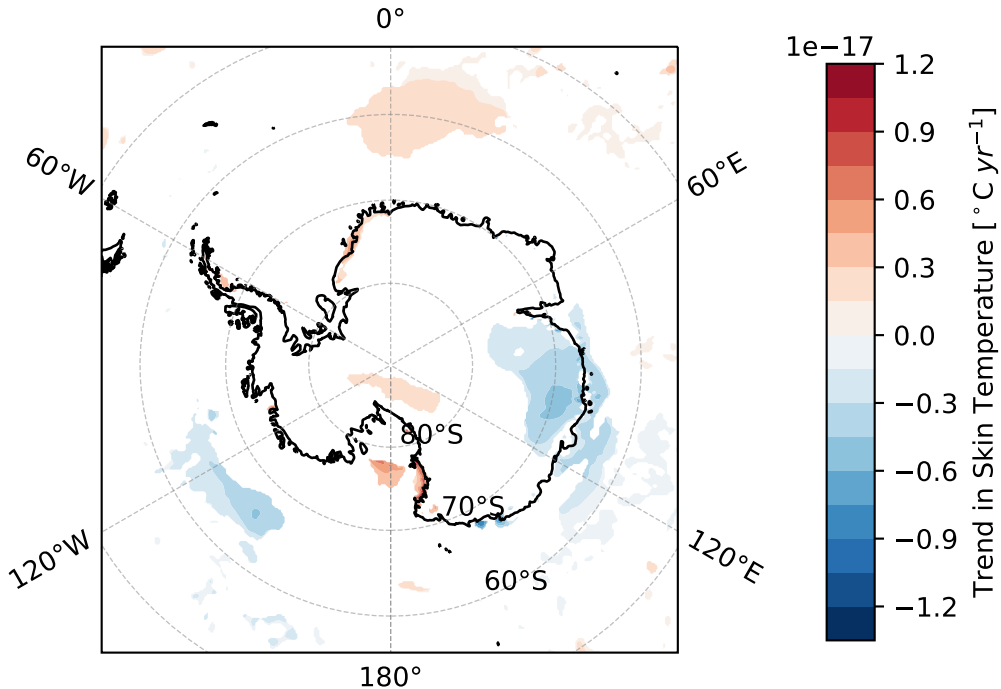 0°
1e−17
60°W
60°E
80°S
70°S
60°S
120°W
120°E
180°
1.2
0.9
0.6
0.3
0.0
−0.3
−0.6
−0.9
−1.2
Trend in Skin Temperature [°C yr⁻¹]